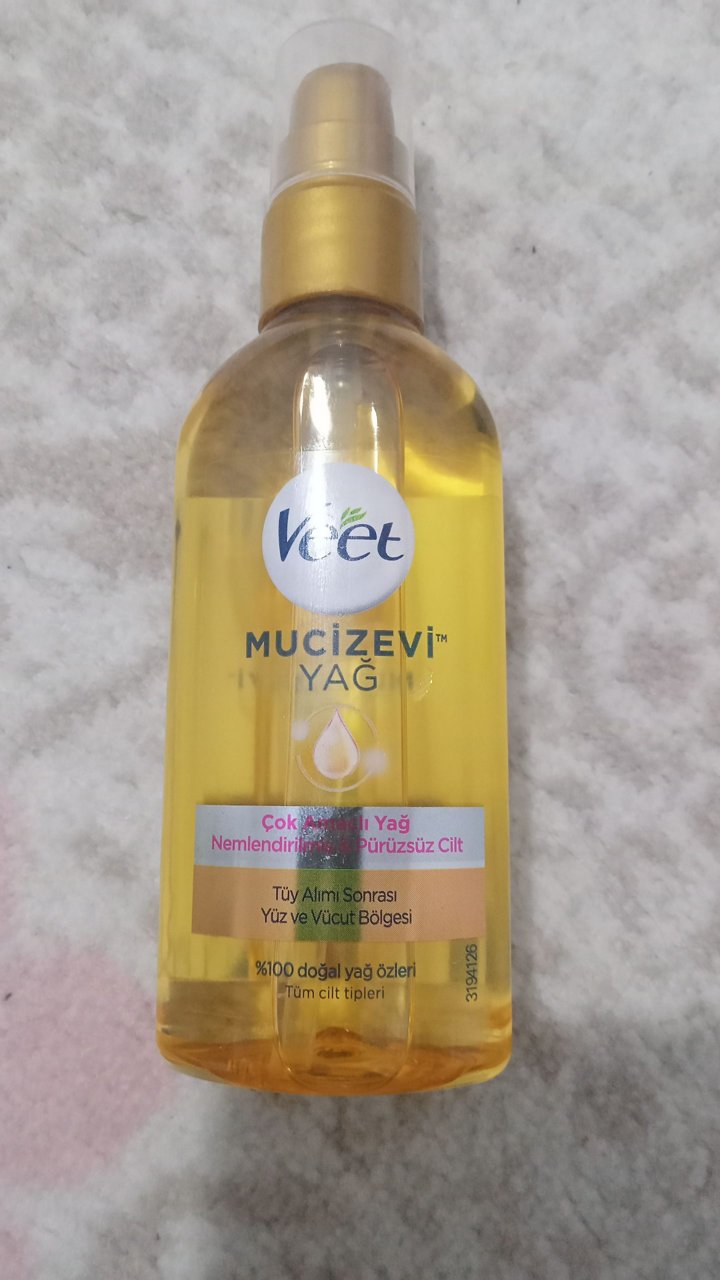 Veet
MUCİZEVİ™
YAĞ
Çok Amaçlı Yağ
Nemlendirilmiş & Pürüzsüz Cilt
Tüy Alımı Sonrası
Yüz ve Vücut Bölgesi
%100 doğal yağ özleri
Tüm cilt tipleri
3194126